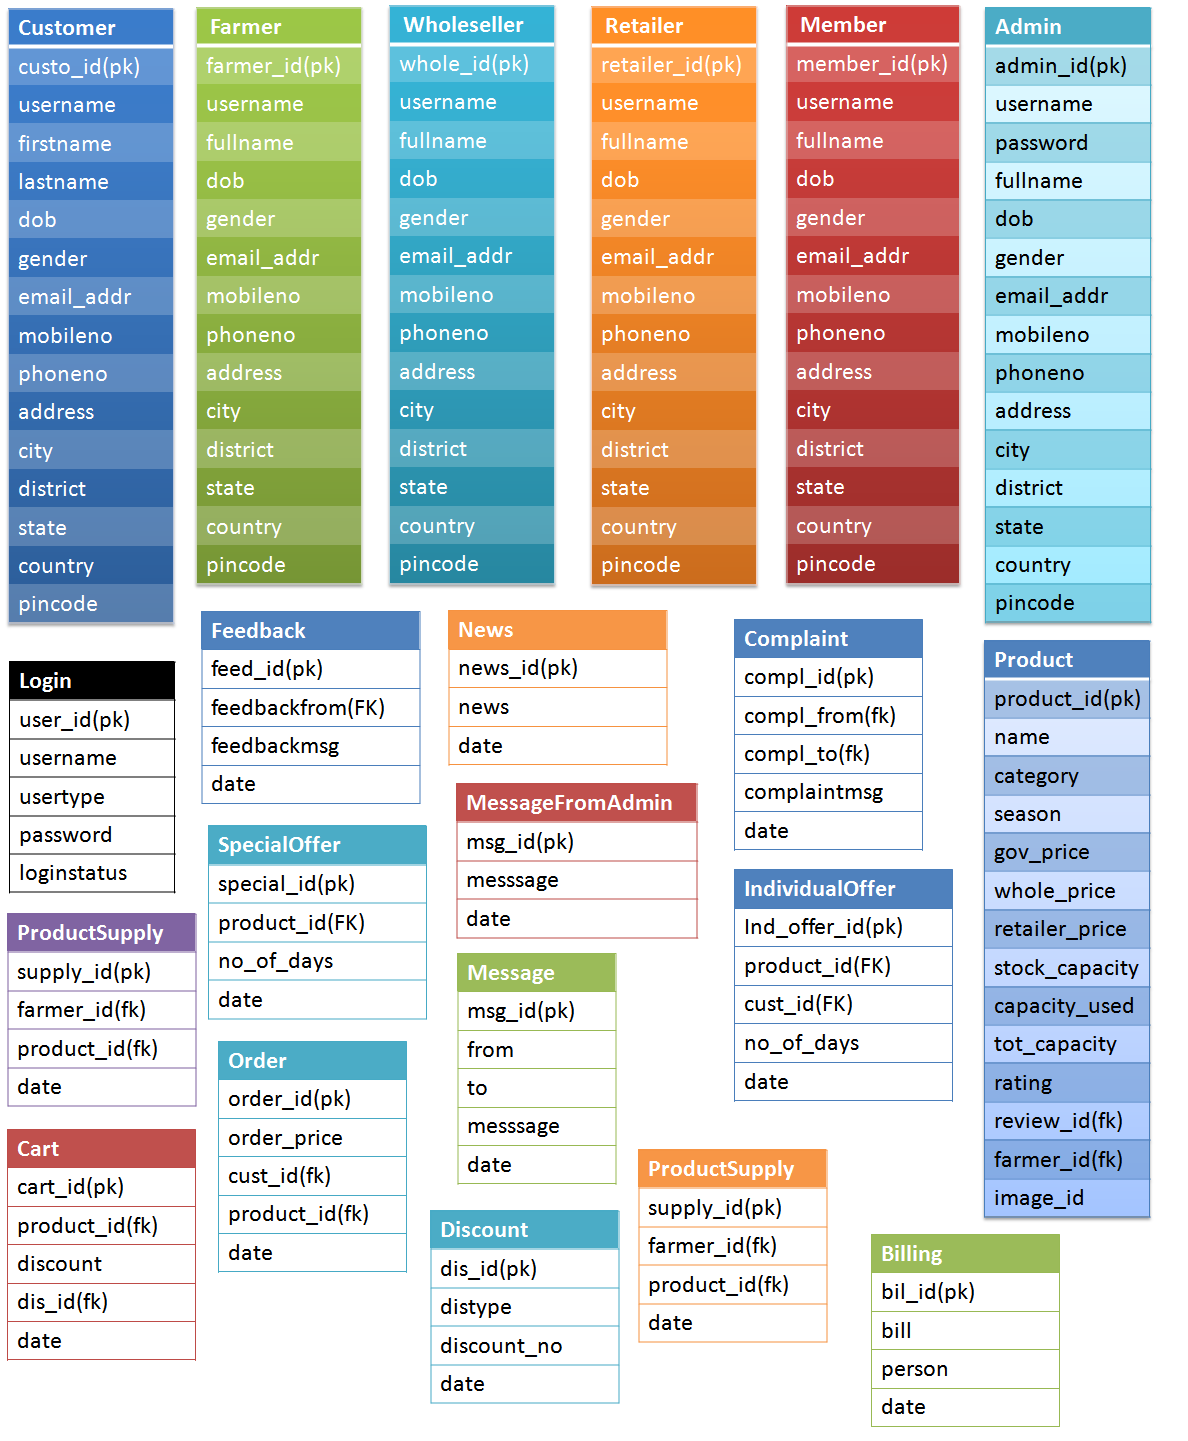 Customer
custo_id(pk)
username
firstname
lastname
dob
gender
email_addr
mobileno
phoneno
address
city
district
state
country
pincode
Farmer
farmer_id(pk)
username
fullname
dob
gender
email_addr
mobileno
phoneno
address
city
district
state
country
pincode
Wholeseller
whole_id(pk)
username
fullname
dob
gender
email_addr
mobileno
phoneno
address
city
district
state
country
pincode
Retailer
retailer_id(pk)
username
fullname
dob
gender
email_addr
mobileno
phoneno
address
city
district
state
country
pincode
Member
member_id(pk)
username
fullname
dob
gender
email_addr
mobileno
phoneno
address
city
district
state
country
pincode
Admin
admin_id(pk)
username
password
fullname
dob
gender
email_addr
mobileno
phoneno
address
city
district
state
country
pincode
Login
user_id(pk)
username
usertype
password
loginstatus
Feedback
feed_id(pk)
feedbackfrom(FK)
feedbackmsg
date
News
news_id(pk)
news
date
Complaint
compl_id(pk)
compl_from(fk)
compl_to(fk)
complaintmsg
date
Product
product_id(pk)
name
category
season
gov_price
whole_price
retailer_price
stock_capacity
capacity_used
tot_capacity
rating
review_id(fk)
farmer_id(fk)
image_id
MessageFromAdmin
msg_id(pk)
messsage
date
SpecialOffer
special_id(pk)
product_id(FK)
no_of_days
date
IndividualOffer
Ind_offer_id(pk)
product_id(FK)
cust_id(FK)
no_of_days
date
ProductSupply
supply_id(pk)
farmer_id(fk)
product_id(fk)
date
Message
msg_id(pk)
from
to
messsage
date
Order
order_id(pk)
order_price
cust_id(fk)
product_id(fk)
date
Cart
cart_id(pk)
product_id(fk)
discount
dis_id(fk)
date
ProductSupply
supply_id(pk)
farmer_id(fk)
product_id(fk)
date
Discount
dis_id(pk)
distype
discount_no
date
Billing
bil_id(pk)
bill
person
date